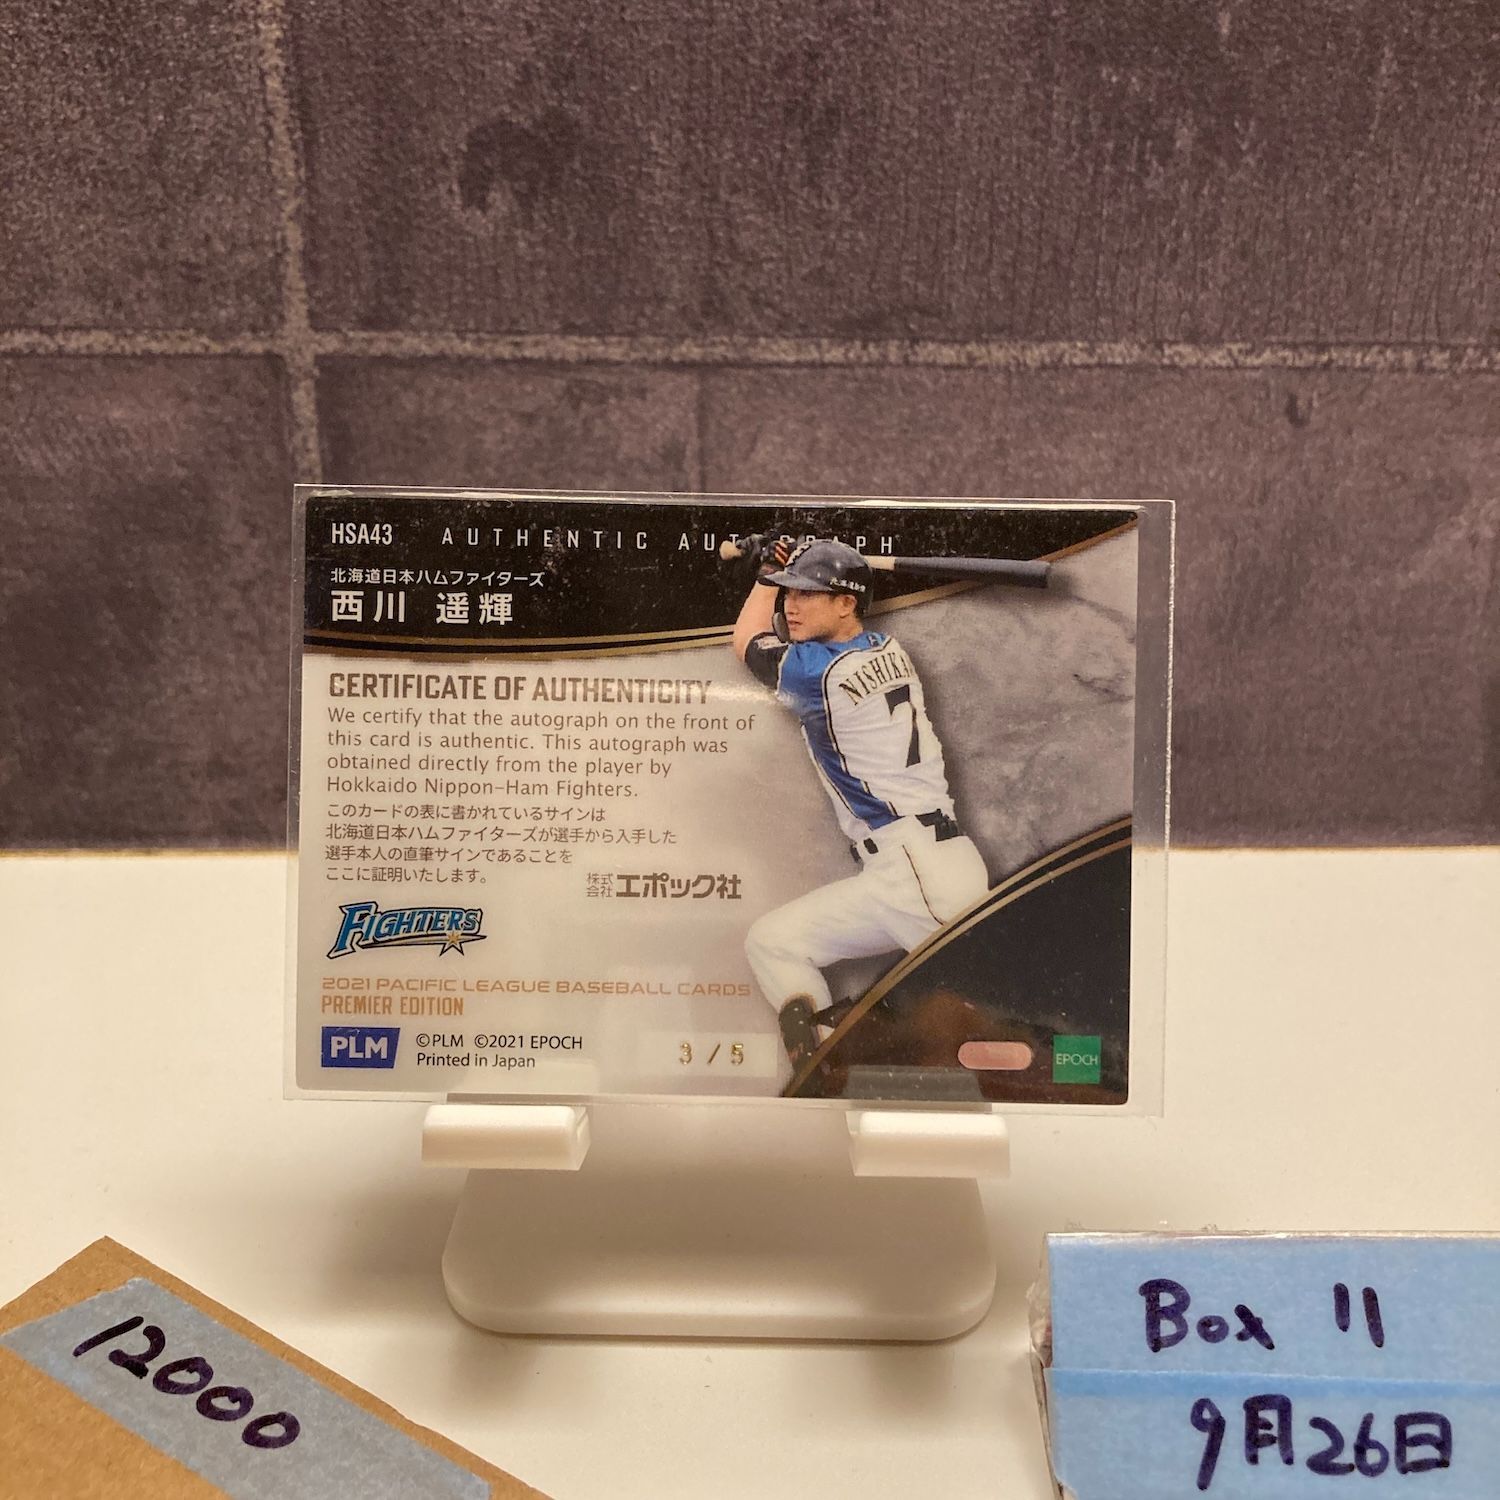 HSA43 AUTHENTIC AUTOGRAPH
北海道日本ハムファイターズ
西川 遥輝
NISHIKA
7
CERTIFICATE OF AUTHENTICITY
We certify that the autograph on the front of
this card is authentic. This autograph was
obtained directly from the player by
Hokkaido Nippon-Ham Fighters.
このカードの表に書かれているサインは
北海道日本ハムファイターズが選手から入手した
選手本人の直筆サインであることを
ここに証明いたします。
株式会社エポック社
FIGHTERS
2021 PACIFIC LEAGUE BASEBALL CARDS
PREMIER EDITION
PLM
©PLM ©2021 EPOCH
Printed in Japan
3 / 5
EPOCH
12000
Box 11
9月26日